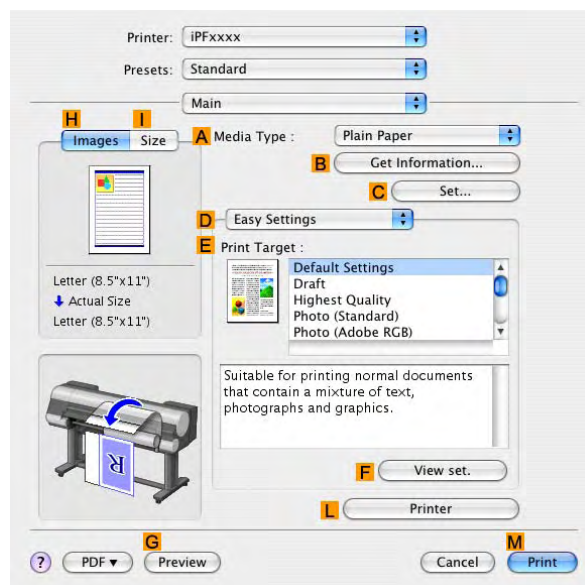 Printer: iPFxxxx
Presets: Standard
Main
H I
Images Size
A Media Type : Plain Paper
B Get Information...
C Set...
D Easy Settings
E Print Target :
Default Settings
Draft
Highest Quality
Photo (Standard)
Photo (Adobe RGB)
Letter (8.5"x11")
Actual Size
Letter (8.5"x11")
Suitable for printing normal documents
that contain a mixture of text,
photographs and graphics.
R
F View set.
L Printer
G M
? PDF Preview Cancel Print